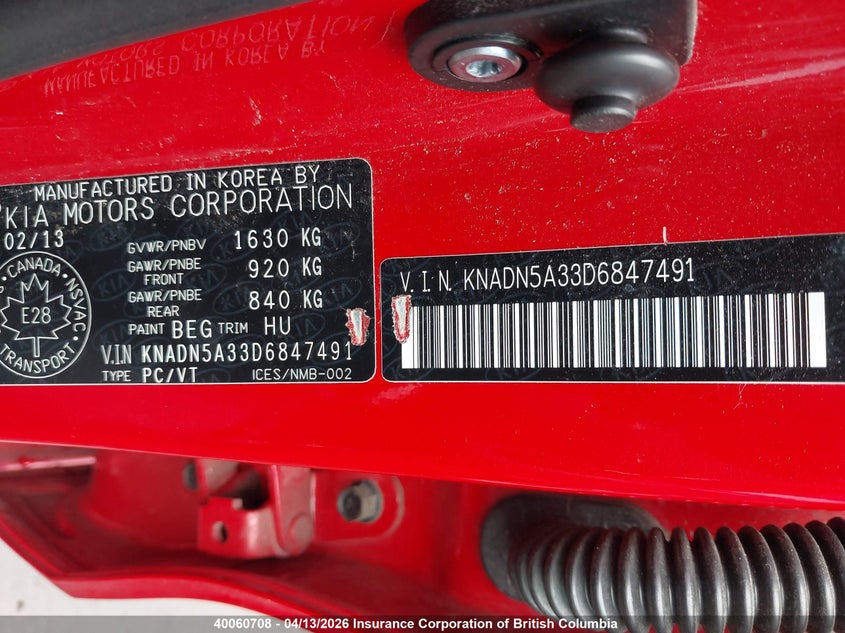 MANUFACTURED IN KOREA BY
KIA MOTORS CORPORATION
02/13
GVWR/PNBV 1630 KG
GAWR/PNBE FRONT 920 KG
GAWR/PNBE REAR 840 KG
PAINT BEG TRIM HU
V.I.N KNADN5A33D6847491
TYPE PC/VT ICES/NMB-002
CANADA
NSVAC
E28
TRANSPORT
V.I.N. KNADN5A33D6847491
40060708 - 04/13/2026 Insurance Corporation of British Columbia